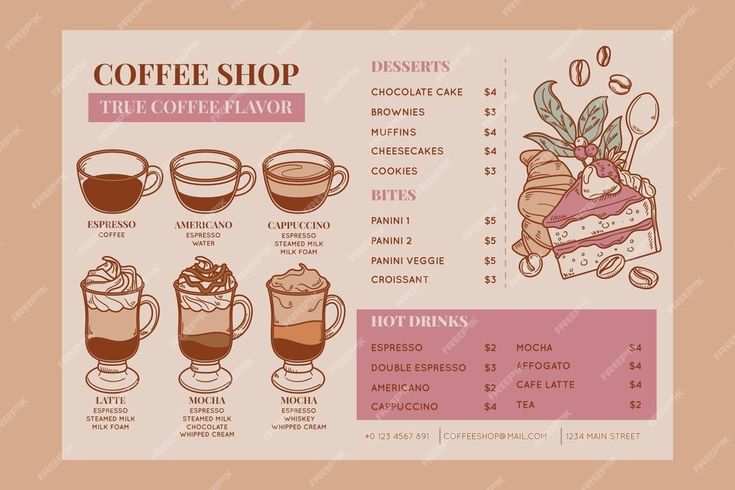 COFFEE SHOP
TRUE COFFEE FLAVOR
ESPRESSO
COFFEE
AMERICANO
ESPRESSO
WATER
CAPPUCCINO
ESPRESSO
STEAMED MILK
MILK FOAM
LATTE
ESPRESSO
STEAMED MILK
MILK FOAM
MOCHA
ESPRESSO
STEAMED MILK
CHOCOLATE
WHIPPED CREAM
MOCHA
ESPRESSO
WHISKEY
WHIPPED CREAM
DESSERTS
CHOCOLATE CAKE $4
BROWNIES $3
MUFFINS $4
CHEESECAKES $4
COOKIES $3
BITES
PANINI 1 $5
PANINI 2 $5
PANINI VEGGIE $5
CROISSANT $3
HOT DRINKS
ESPRESSO $2
DOUBLE ESPRESSO $3
AMERICANO $2
CAPPUCCINO $4
MOCHA $4
AFFOGATO $4
CAFE LATTE $4
TEA $2
+0 123 4567 891 COFFEESHOP@MAIL.COM 1234 MAIN STREET
FREEPIK